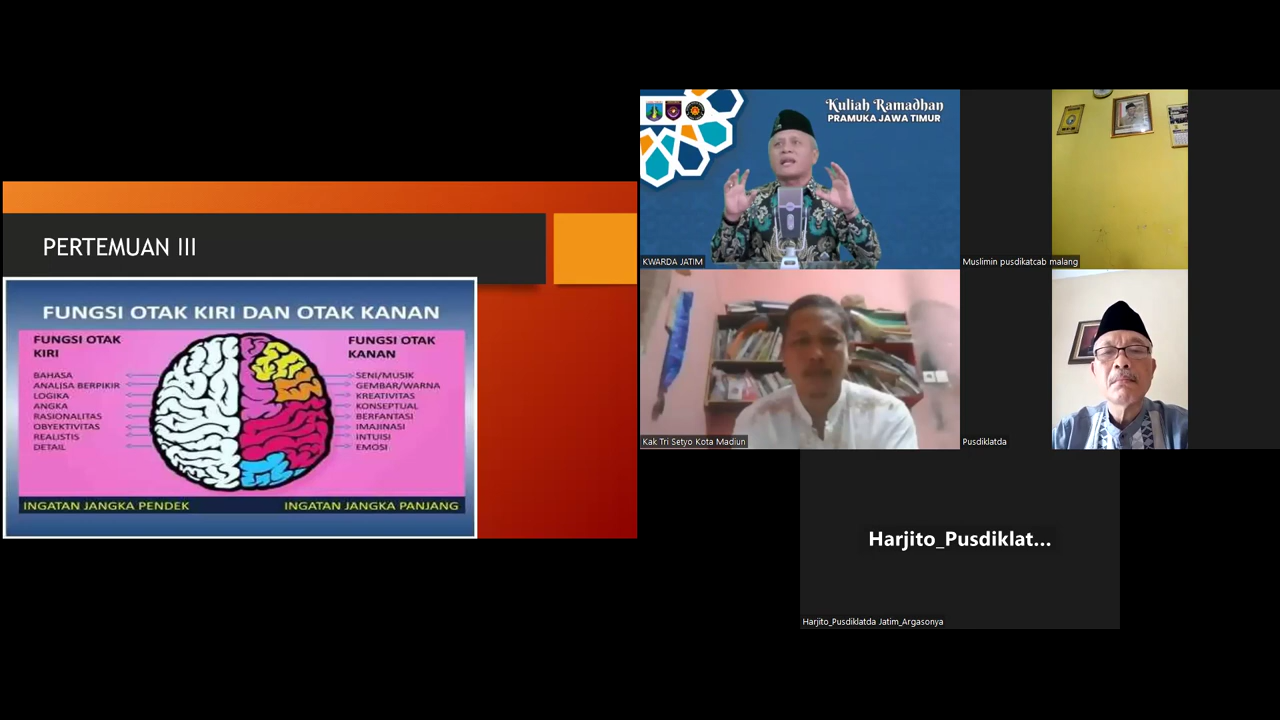 PERTEMUAN III
FUNGSI OTAK KIRI DAN OTAK KANAN
FUNGSI OTAK
KIRI
BAHASA
ANALISA BERPIKIR
LOGIKA
ANGKA
RASIONALITAS
OBYEKTIVITAS
REALISTIS
DETAIL
FUNGSI OTAK
KANAN
SENI/MUSIK
GEMBAR/WARNA
KREATIVITAS
KONSEPTUAL
BERFANTASI
IMAJINASI
INTUISI
EMOSI
INGATAN JANGKA PENDEK
INGATAN JANGKA PANJANG
Kuliah Ramadhan
PRAMUKA JAWA TIMUR
KWARDA JATIM
Muslimin pusdikatcab malang
Kak Tri Setyo Kota Madiun
Pusdiklatda
Harjito_Pusdiklat...
Harjito_Pusdiklatda Jatim_Argasonya